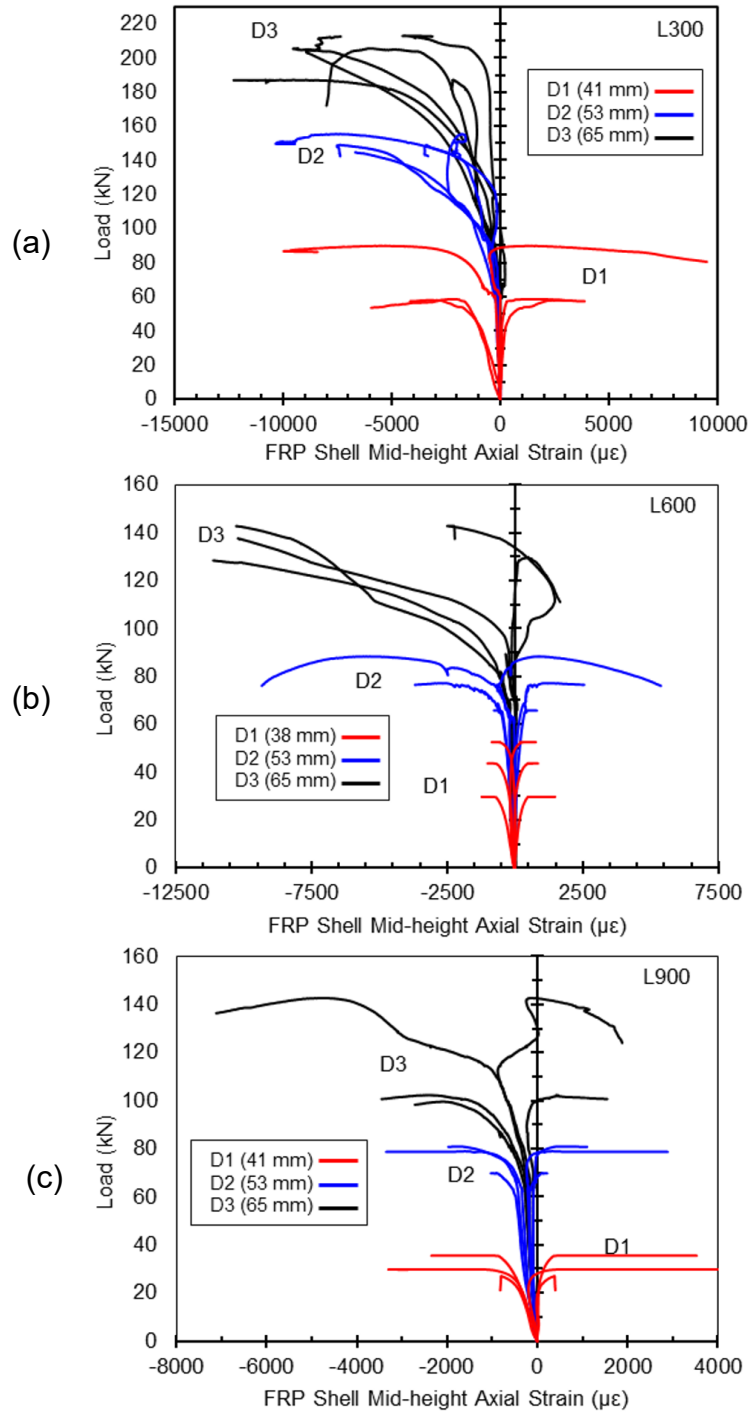 (a)
L300
D3
D2
D1
D1 (41 mm)
D2 (53 mm)
D3 (65 mm)
Load (kN)
220
200
180
160
140
120
100
80
60
40
20
0
-15000 -10000 -5000 0 5000 10000
FRP Shell Mid-height Axial Strain (με)
(b)
L600
D3
D2
D1
D1 (38 mm)
D2 (53 mm)
D3 (65 mm)
Load (kN)
160
140
120
100
80
60
40
20
0
-12500 -7500 -2500 2500 7500
FRP Shell Mid-height Axial Strain (με)
(c)
L900
D3
D2
D1
D1 (41 mm)
D2 (53 mm)
D3 (65 mm)
Load (kN)
160
140
120
100
80
60
40
20
0
-8000 -6000 -4000 -2000 0 2000 4000
FRP Shell Mid-height Axial Strain (με)